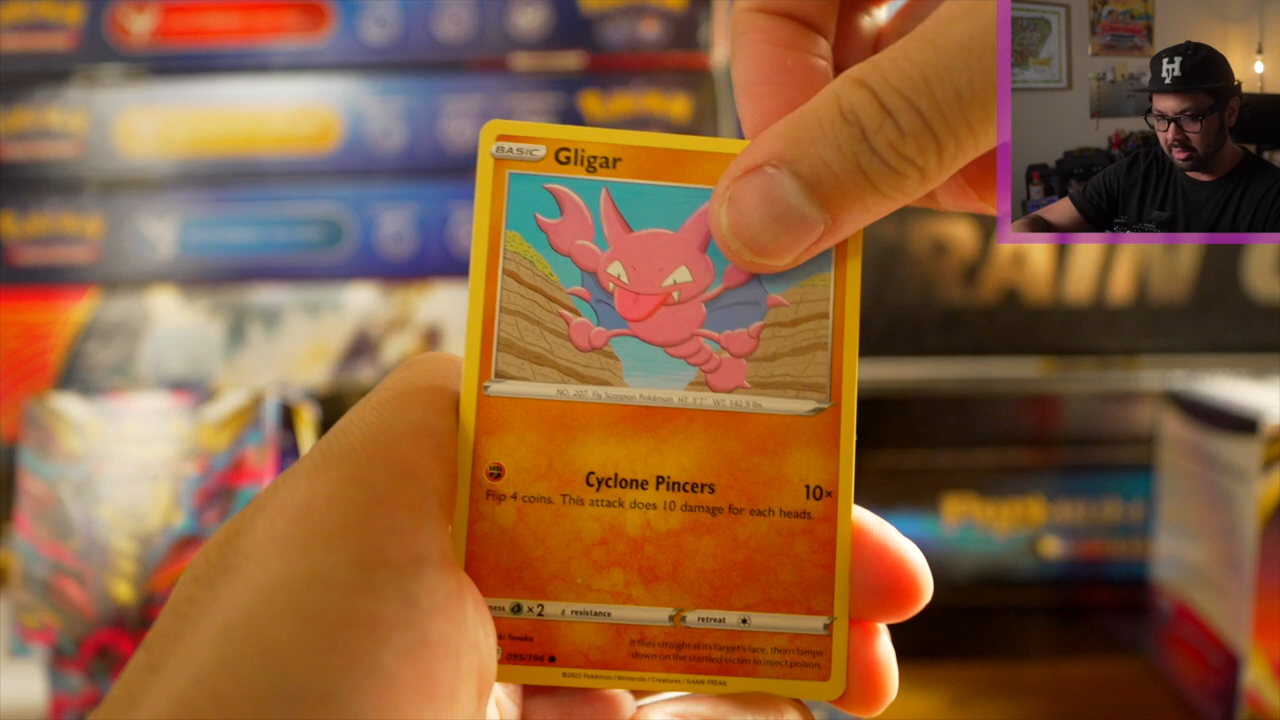 BASIC Gligar
NO. 207 Fly Scorpion Pokémon HT: 3'7" WT: 142.9 lbs.
Cyclone Pincers 10×
Flip 4 coins. This attack does 10 damage for each heads.
ness ×2 resistance retreat
It flies straight at its target's face, then clamps
down on the startled victim to inject poison.
095/196
©2022 Pokémon / Nintendo / Creatures / GAME FREAK
RAIN